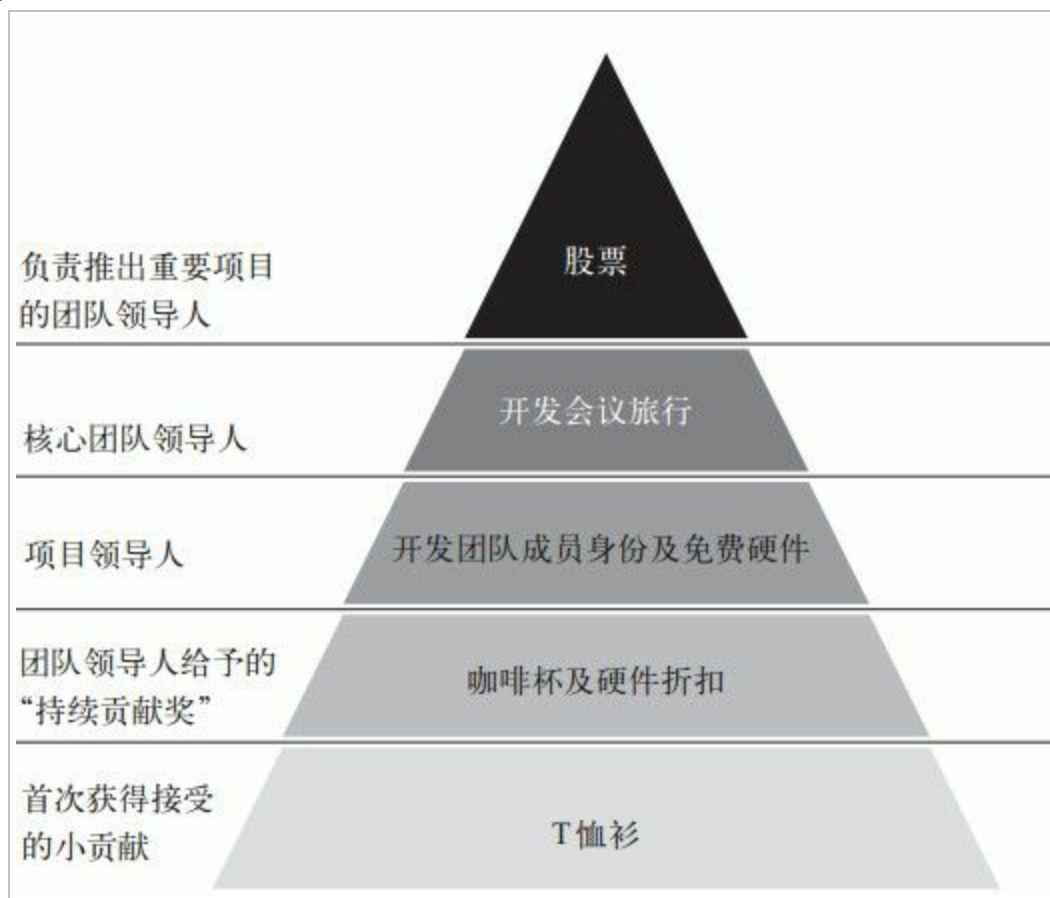 股票
负责推出重要项目
的团队领导人
开发会议旅行
核心团队领导人
开发团队成员身份及免费硬件
项目领导人
团队领导人给予的
“持续贡献奖”
咖啡杯及硬件折扣
首次获得接受
的小贡献
T恤衫